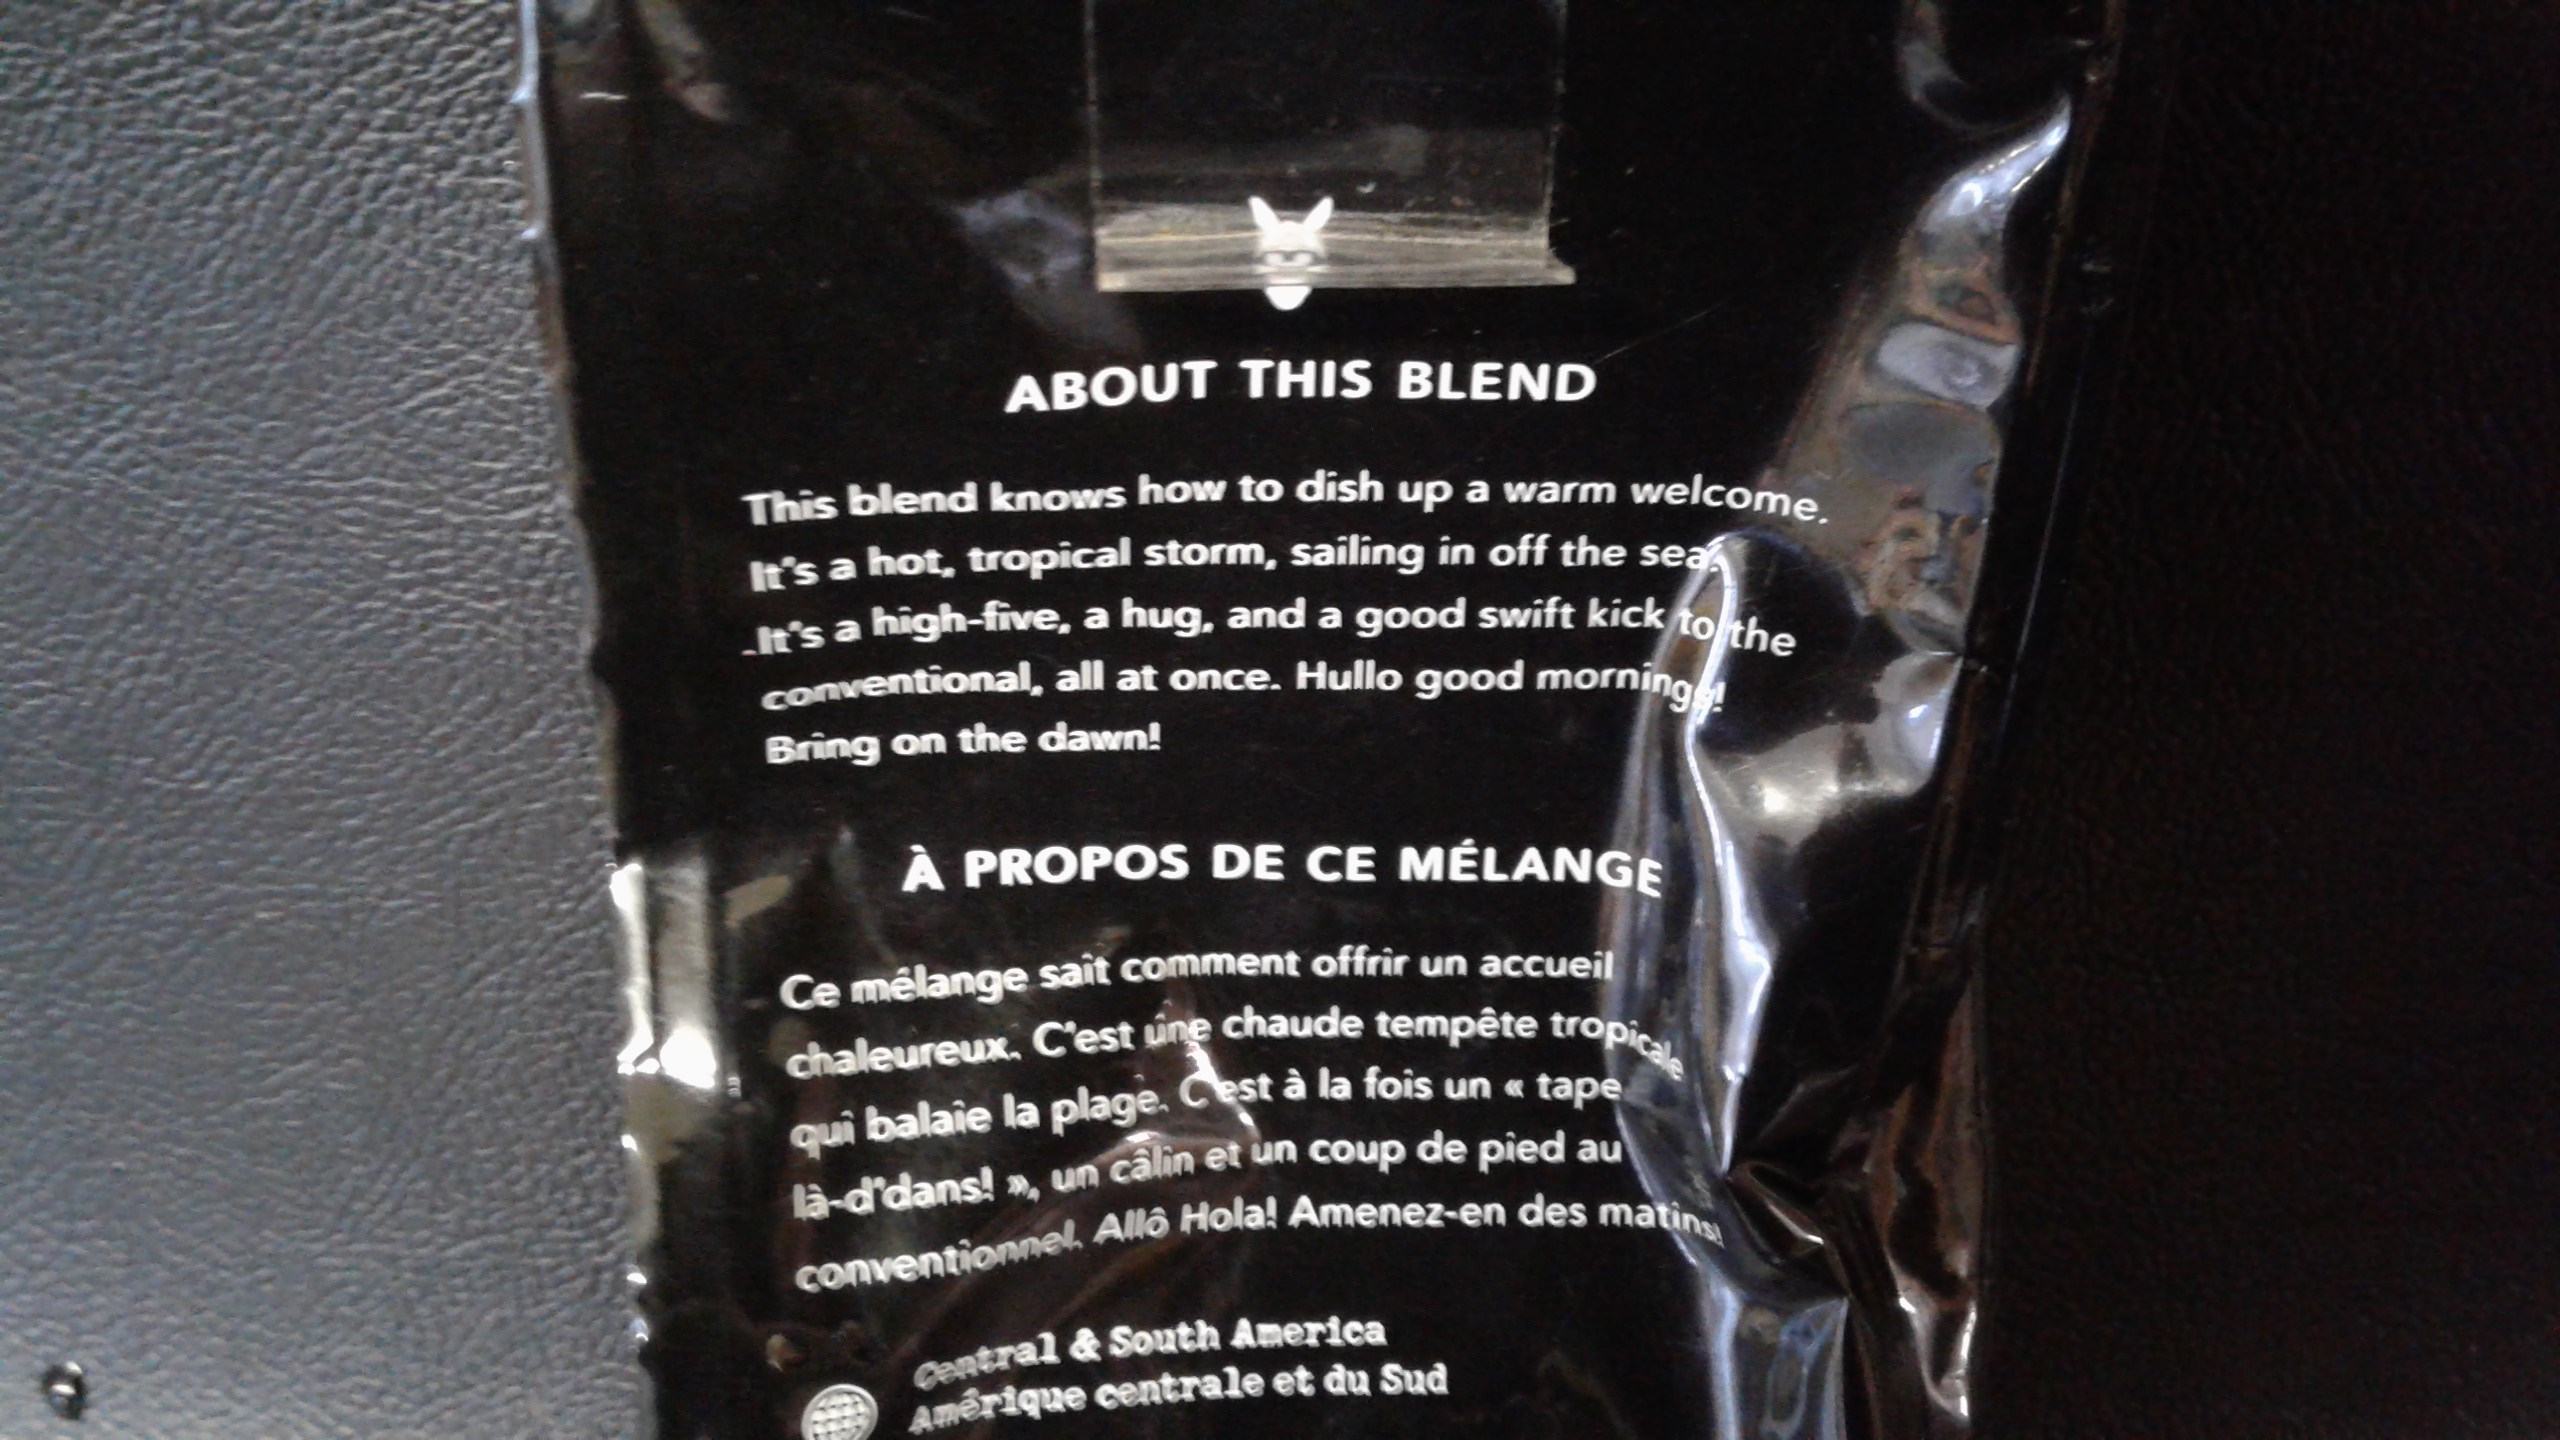 ABOUT THIS BLEND
This blend knows how to dish up a warm welcome.
It's a hot, tropical storm, sailing in off the sea.
It's a high-five, a hug, and a good swift kick to the
conventional, all at once. Hullo good mornings!
Bring on the dawn!
À PROPOS DE CE MÉLANGE
Ce mélange sait comment offrir un accueil
chaleureux. C'est une chaude tempête tropicale
qui balaie la plage. C'est à la fois un « tape
là-d'dans! », un câlin et un coup de pied au
conventionnel. Allô Hola! Amenez-en des matins!
Central & South America
Amérique centrale et du Sud